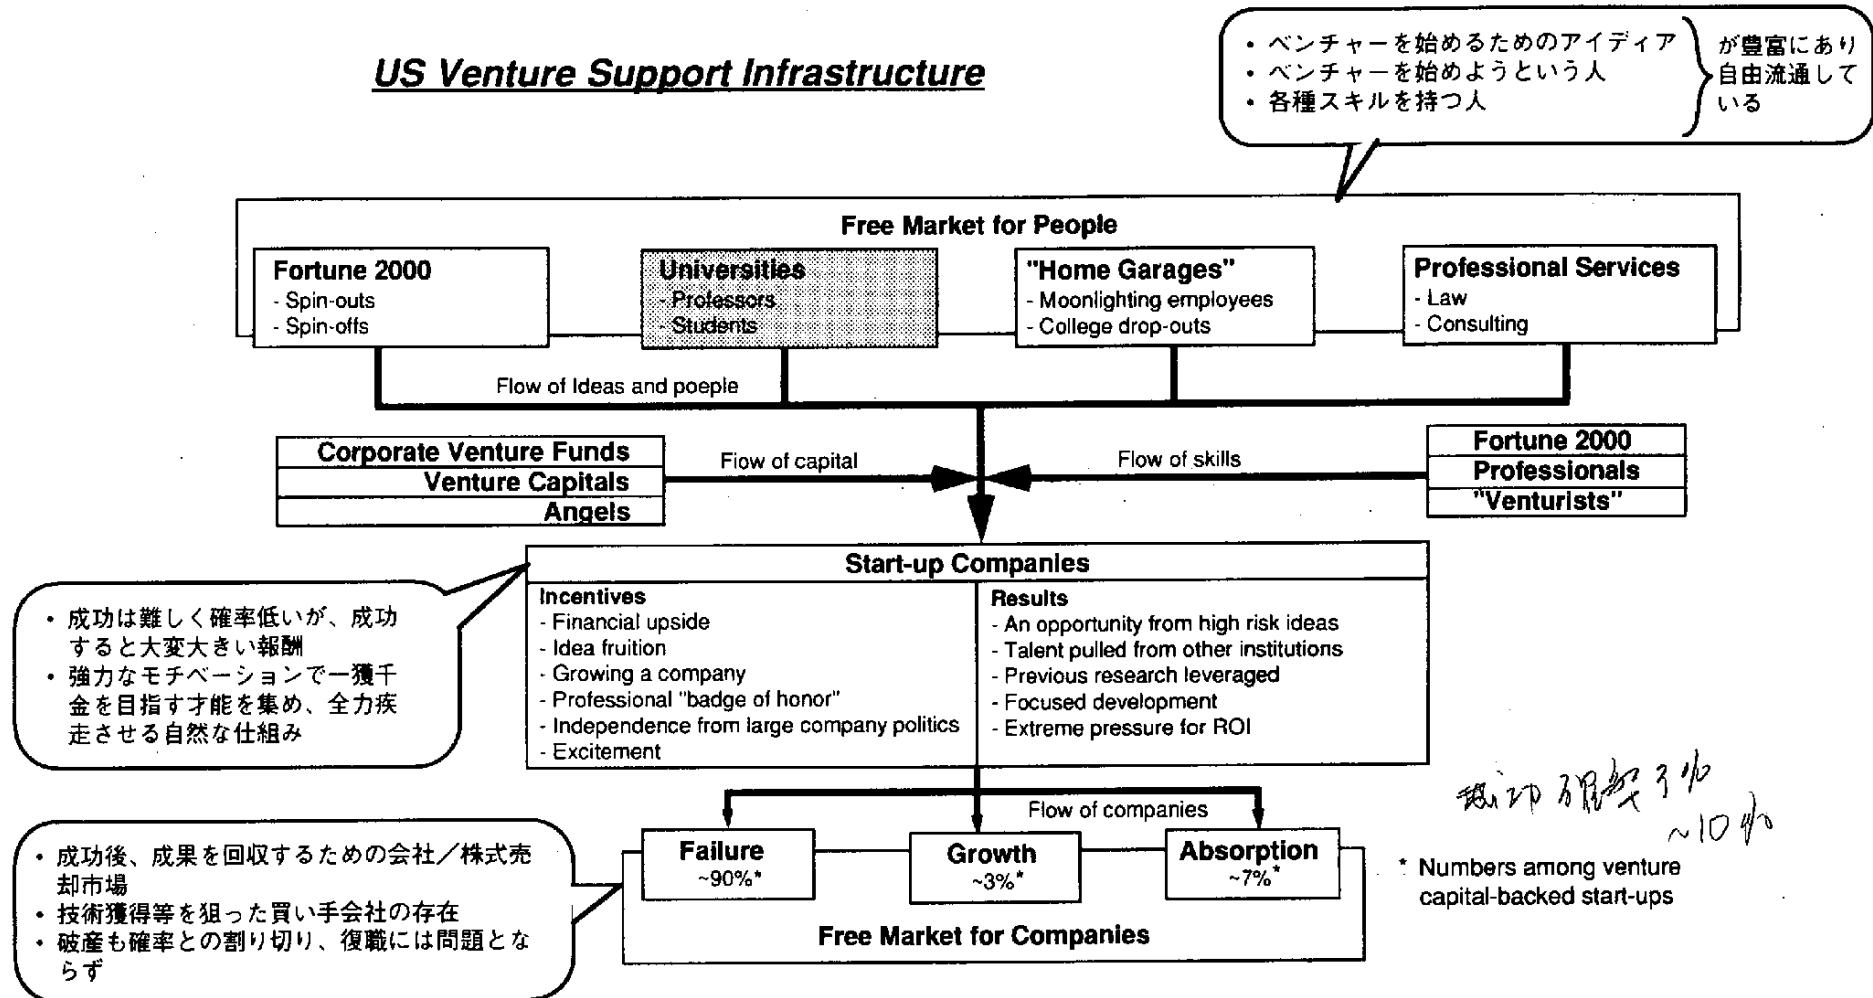 US Venture Support Infrastructure
・ ベンチャーを始めるためのアイディア
・ ベンチャーを始めようという人
・ 各種スキルを持つ人
が豊富にあり
自由流通して
いる
Free Market for People
Fortune 2000
- Spin-outs
- Spin-offs
Universities
- Professors
- Students
"Home Garages"
- Moonlighting employees
- College drop-outs
Professional Services
- Law
- Consulting
Flow of Ideas and poeple
Corporate Venture Funds
Venture Capitals
Angels
Flow of capital
Flow of skills
Fortune 2000
Professionals
"Venturists"
Start-up Companies
Incentives
- Financial upside
- Idea fruition
- Growing a company
- Professional "badge of honor"
- Independence from large company politics
- Excitement
Results
- An opportunity from high risk ideas
- Talent pulled from other institutions
- Previous research leveraged
- Focused development
- Extreme pressure for ROI
・ 成功は難しく確率低いが、成功
すると大変大きい報酬
・ 強力なモチベーションで一獲千
金を目指す才能を集め、全力疾
走させる自然な仕組み
Flow of companies
Failure
~90%*
Growth
~3%*
Absorption
~7%*
Free Market for Companies
成功確率3%
~10%
* Numbers among venture
capital-backed start-ups
・ 成功後、成果を回収するための会社／株式売
却市場
・ 技術獲得等を狙った買い手会社の存在
・ 破産も確率との割り切り、復職には問題とな
らず